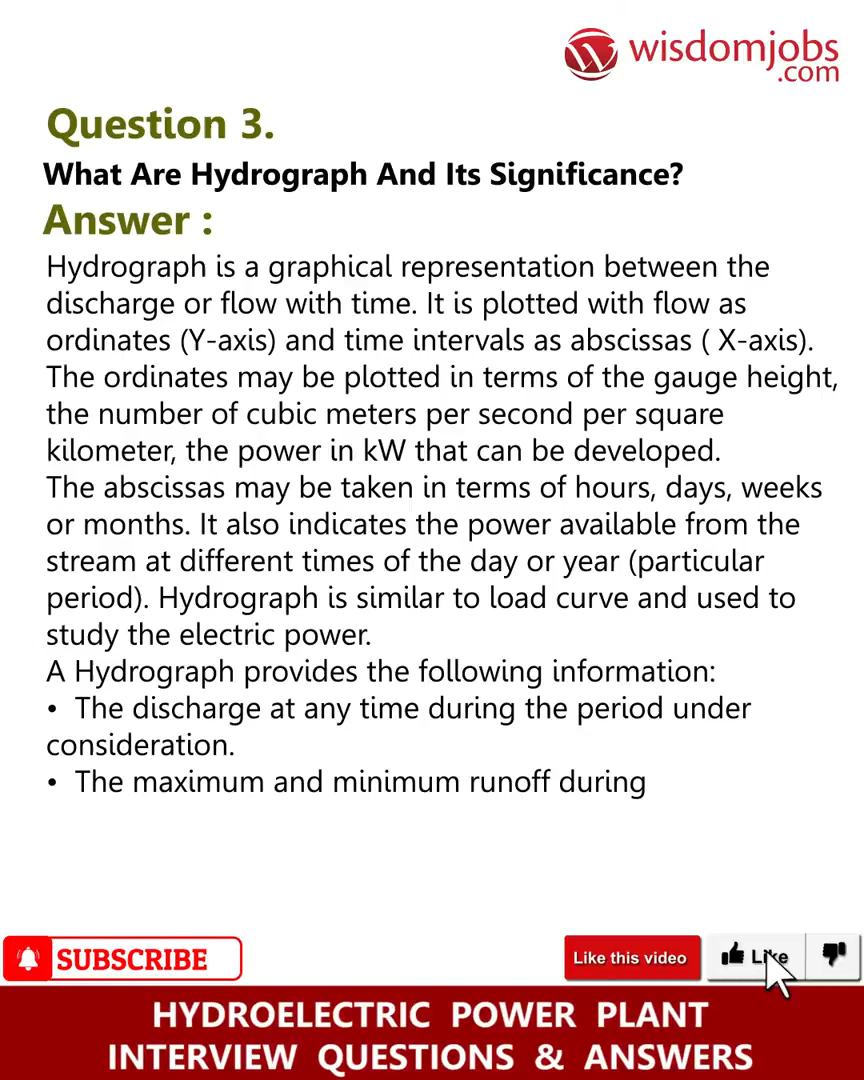 wisdomjobs
.com
Question 3.
What Are Hydrograph And Its Significance?
Answer :
Hydrograph is a graphical representation between the
discharge or flow with time. It is plotted with flow as
ordinates (Y-axis) and time intervals as abscissas ( X-axis).
The ordinates may be plotted in terms of the gauge height,
the number of cubic meters per second per square
kilometer, the power in kW that can be developed.
The abscissas may be taken in terms of hours, days, weeks
or months. It also indicates the power available from the
stream at different times of the day or year (particular
period). Hydrograph is similar to load curve and used to
study the electric power.
A Hydrograph provides the following information:
• The discharge at any time during the period under
consideration.
• The maximum and minimum runoff during
SUBSCRIBE
Like this video
Like
HYDROELECTRIC POWER PLANT
INTERVIEW QUESTIONS & ANSWERS